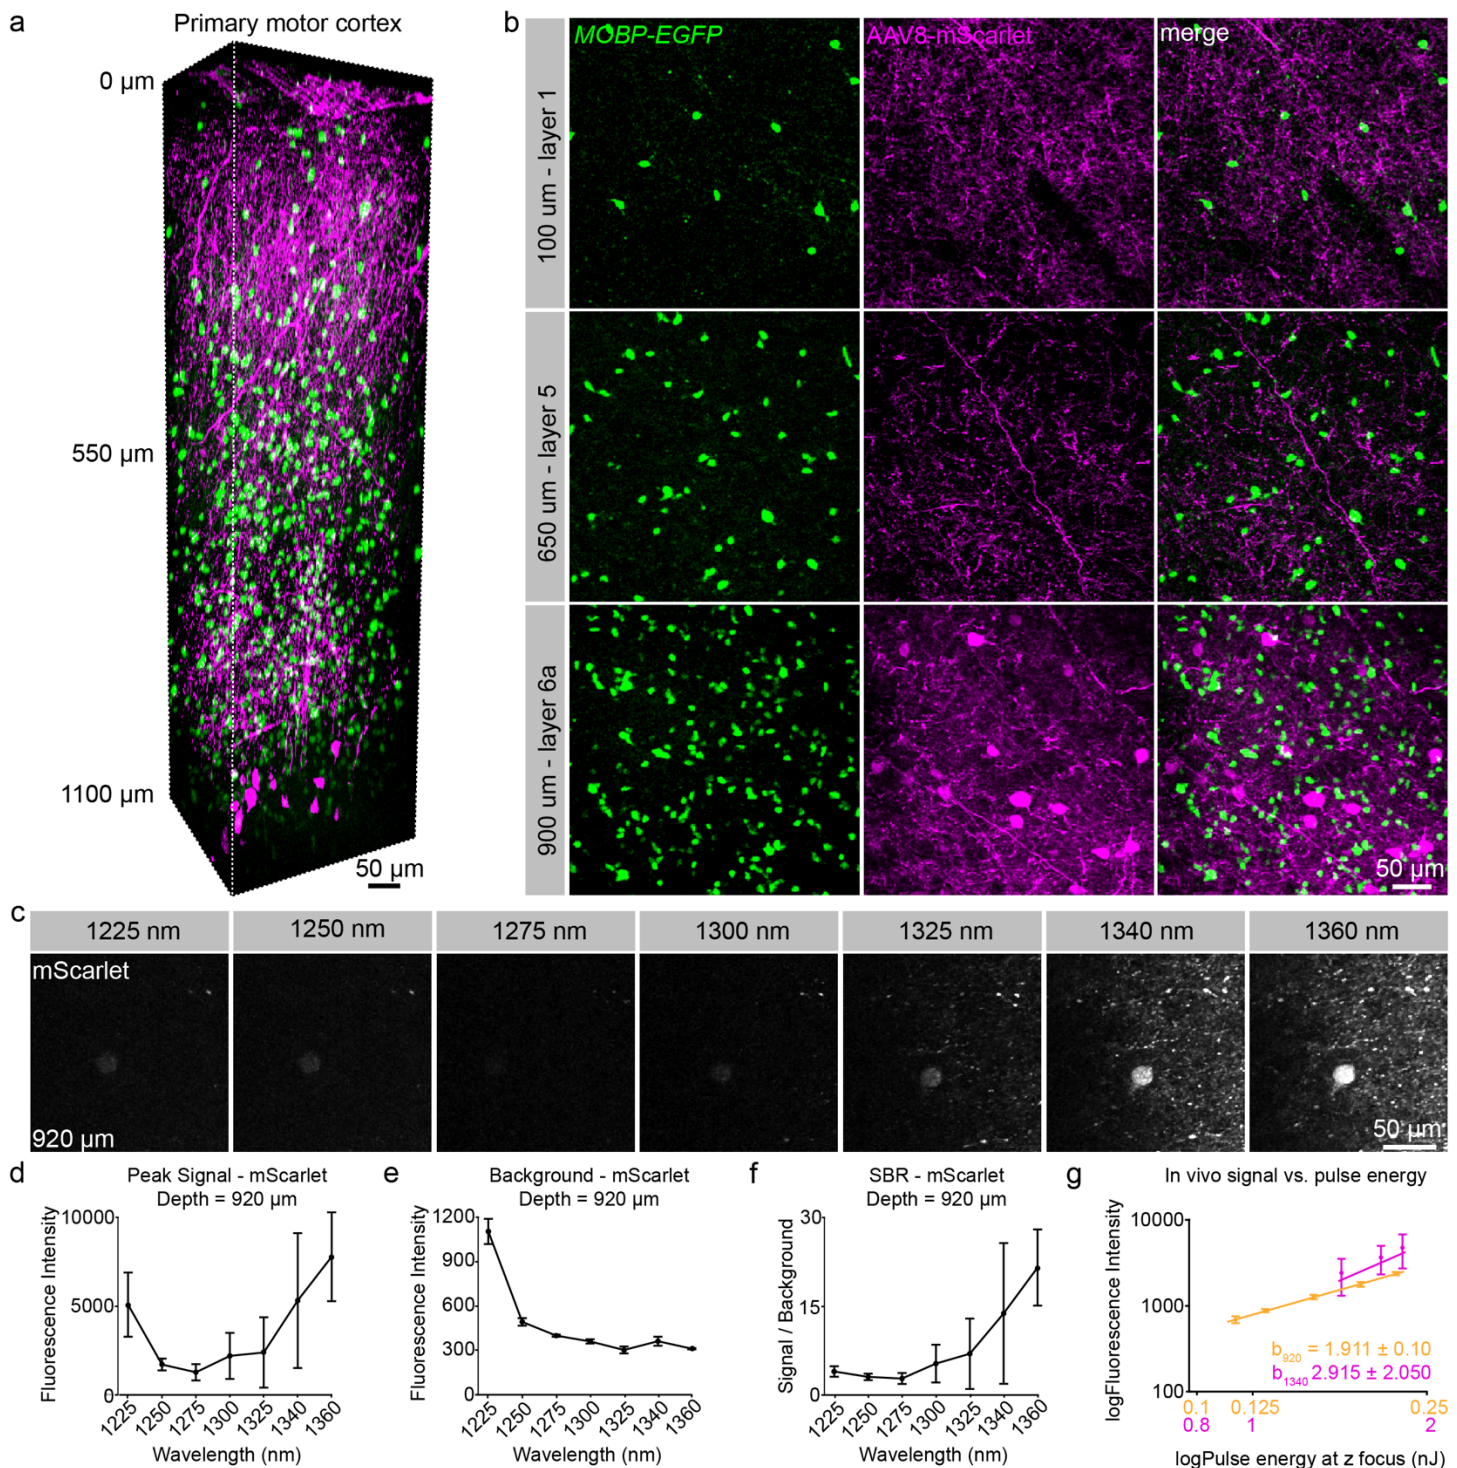 a
Primary motor cortex
0 µm
550 µm
1100 µm
50 µm
b
MOBP-EGFP
AAV8-mScarlet
merge
100 um - layer 1
650 um - layer 5
900 um - layer 6a
50 µm
c
1225 nm
1250 nm
1275 nm
1300 nm
1325 nm
1340 nm
1360 nm
mScarlet
920 µm
50 µm
d
Peak Signal - mScarlet
Depth = 920 µm
Fluorescence Intensity
10000
5000
0
1225
1250
1275
1300
1325
1340
1360
Wavelength (nm)
e
Background - mScarlet
Depth = 920 µm
Fluorescence Intensity
1200
900
600
300
0
1225
1250
1275
1300
1325
1340
1360
Wavelength (nm)
f
SBR - mScarlet
Depth = 920 µm
Signal / Background
30
15
0
1225
1250
1275
1300
1325
1340
1360
Wavelength (nm)
g
In vivo signal vs. pulse energy
logFluorescence Intensity
10000
1000
100
b920 = 1.911 ± 0.10
b1340 2.915 ± 2.050
0.1 0.125 0.25
0.8 1 2
logPulse energy at z focus (nJ)